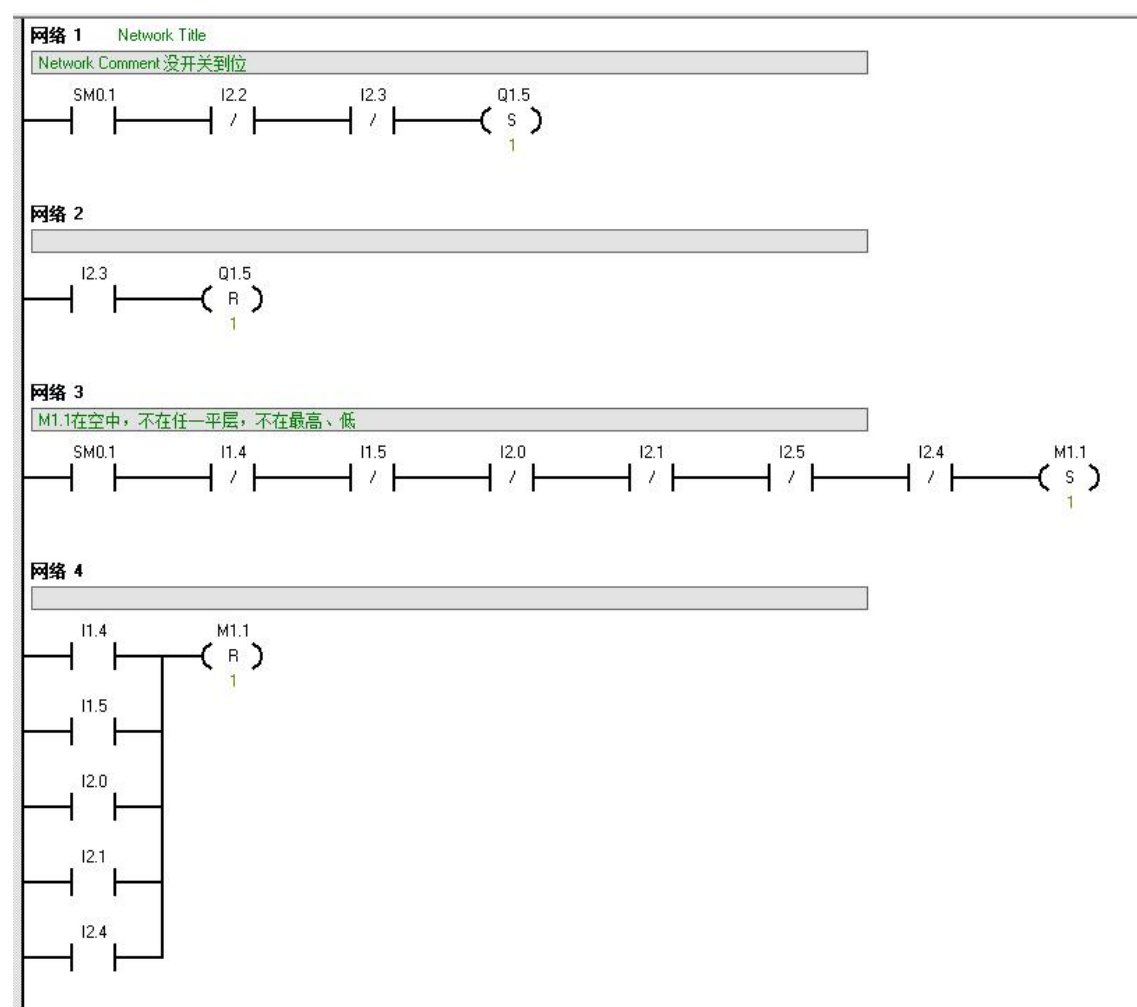 网络 1 Network Title
Network Comment 没开关到位
SM0.1 I2.2 I2.3 Q1.5
/ / S
1
网络 2
I2.3 Q1.5
R
1
网络 3
M1.1在空中，不在任一平层，不在最高、低
SM0.1 I1.4 I1.5 I2.0 I2.1 I2.5 I2.4 M1.1
/ / / / / / S
1
网络 4
I1.4 M1.1
R
1
I1.5
I2.0
I2.1
I2.4